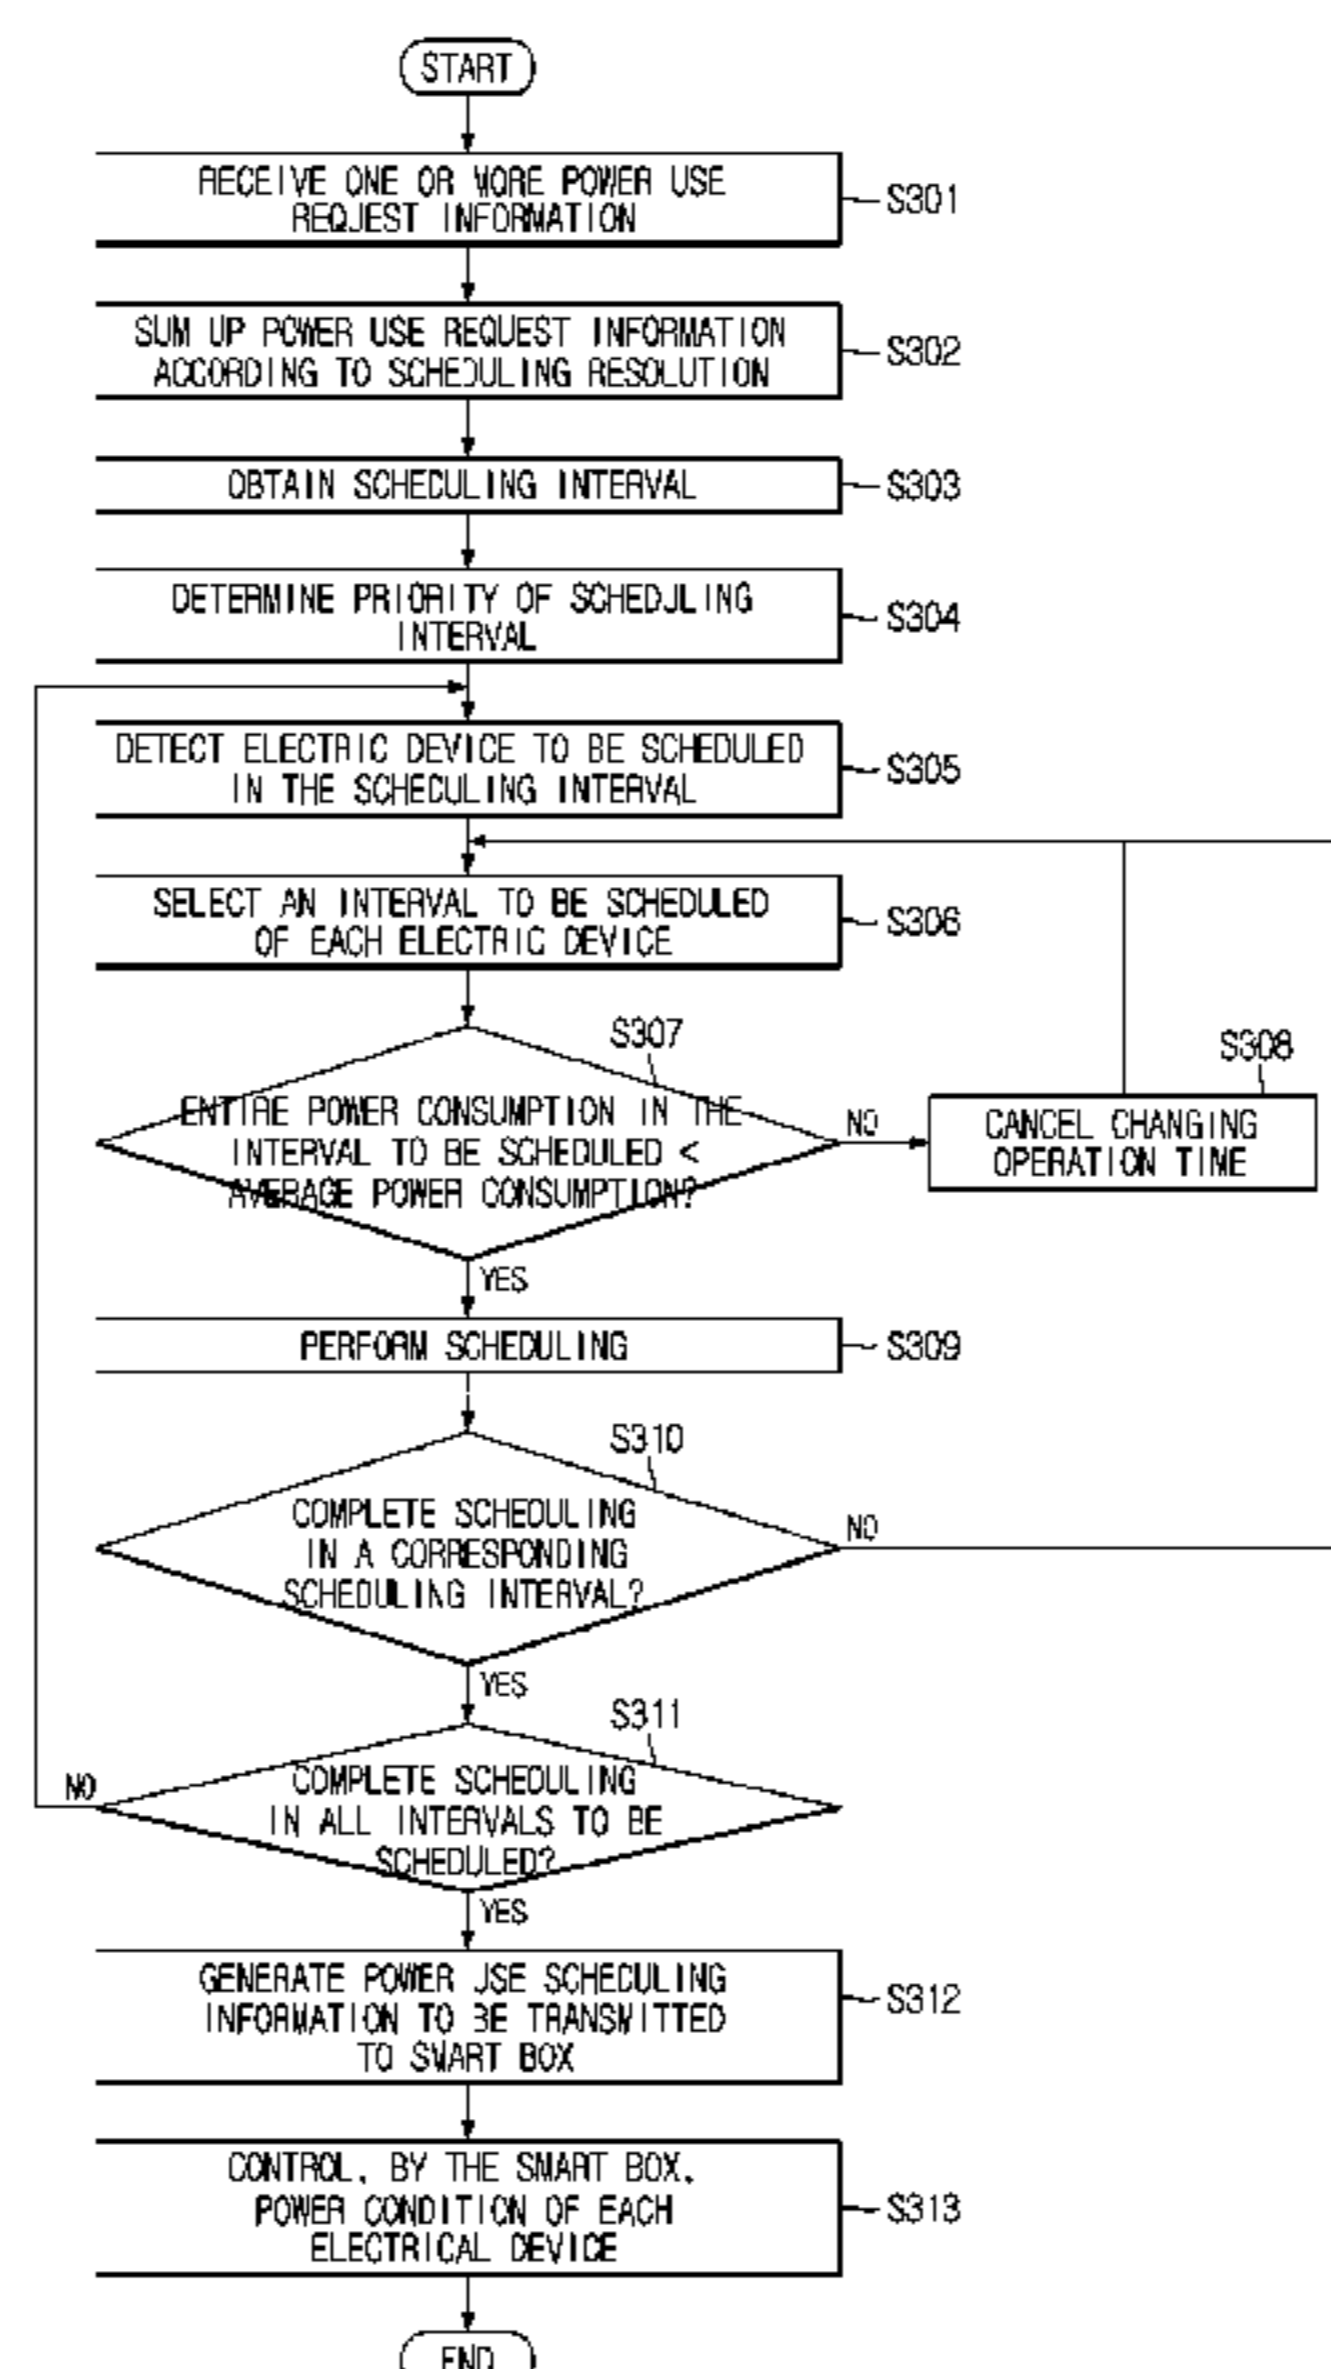 START
RECEIVE ONE OR MORE POWER USE
REQUEST INFORMATION
S301
SUM UP POWER USE REQUEST INFORMATION
ACCORDING TO SCHEDULING RESOLUTION
S302
OBTAIN SCHEDULING INTERVAL
S303
DETERMINE PRIORITY OF SCHEDULING
INTERVAL
S304
DETECT ELECTRIC DEVICE TO BE SCHEDULED
IN THE SCHEDULING INTERVAL
S305
SELECT AN INTERVAL TO BE SCHEDULED
OF EACH ELECTRIC DEVICE
S306
S307
ENTIRE POWER CONSUMPTION IN THE
INTERVAL TO BE SCHEDULED <
AVERAGE POWER CONSUMPTION?
NO
S308
CANCEL CHANGING
OPERATION TIME
YES
PERFORM SCHEDULING
S309
S310
COMPLETE SCHEDULING
IN A CORRESPONDING
SCHEDULING INTERVAL?
NO
YES
S311
COMPLETE SCHEDULING
IN ALL INTERVALS TO BE
SCHEDULED?
NO
YES
GENERATE POWER USE SCHEDULING
INFORMATION TO BE TRANSMITTED
TO SMART BOX
S312
CONTROL, BY THE SMART BOX,
POWER CONDITION OF EACH
ELECTRICAL DEVICE
S313
END